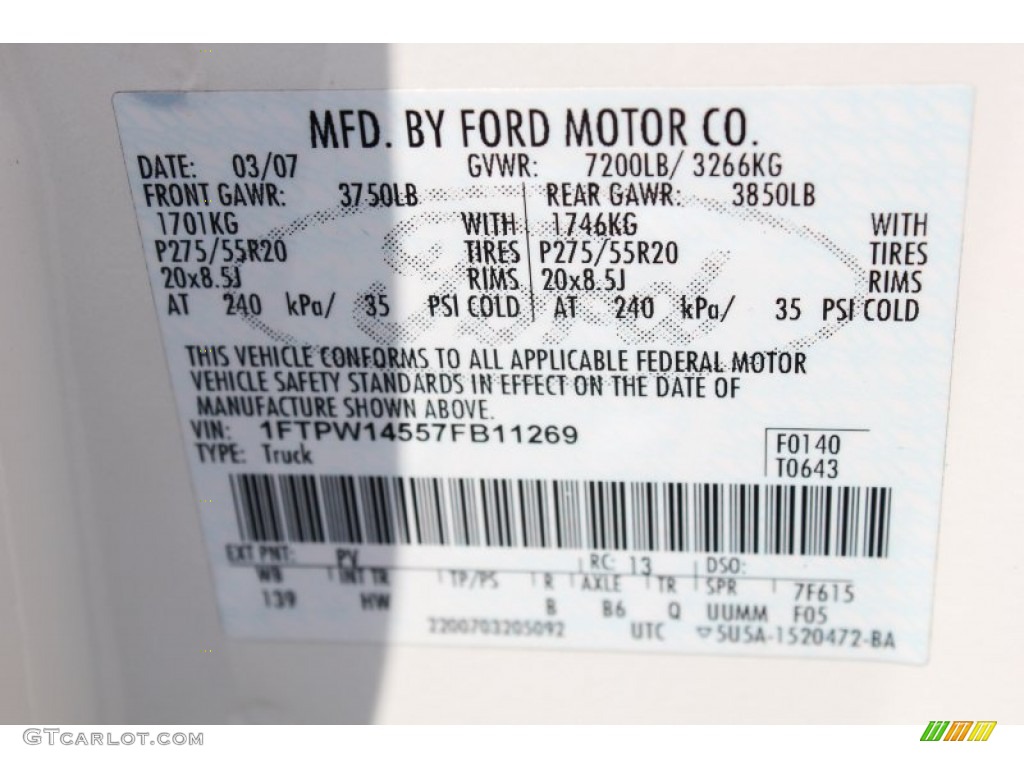 MFD. BY FORD MOTOR CO.
DATE: 03/07 GVWR: 7200LB/ 3266KG
FRONT GAWR: 3750LB REAR GAWR: 3850LB
1701KG WITH 1746KG WITH
P275/55R20 TIRES P275/55R20 TIRES
20x8.5J RIMS 20x8.5J RIMS
AT 240 kPa/ 35 PSI COLD AT 240 kPa/ 35 PSI COLD
THIS VEHICLE CONFORMS TO ALL APPLICABLE FEDERAL MOTOR
VEHICLE SAFETY STANDARDS IN EFFECT ON THE DATE OF
MANUFACTURE SHOWN ABOVE.
VIN: 1FTPW14557FB11269
TYPE: Truck
F0140
T0643
EXT PNT: PV RC: 13 DSO:
WB INT TR TP/PS R AXLE TR SPR 7F615
139 HW B B6 Q UUMM F05
2200703205092 UTC 5U5A-1520472-BA
GTCARLOT.COM